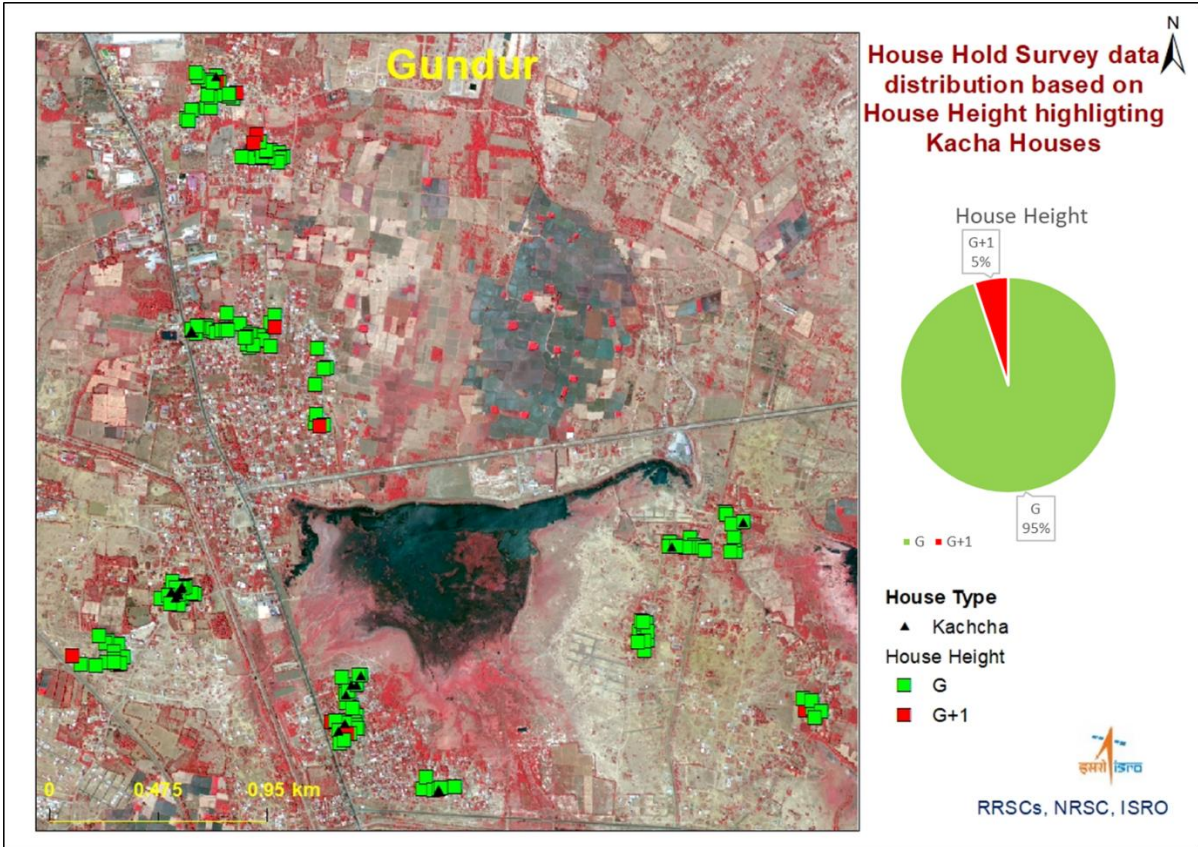 Gundur
0 0.475 0.95 km
N
House Hold Survey data
distribution based on
House Height highligting
Kacha Houses
House Height
G+1
5%
G
95%
G G+1
House Type
Kachcha
House Height
G
G+1
इसरो isro
RRSCs, NRSC, ISRO